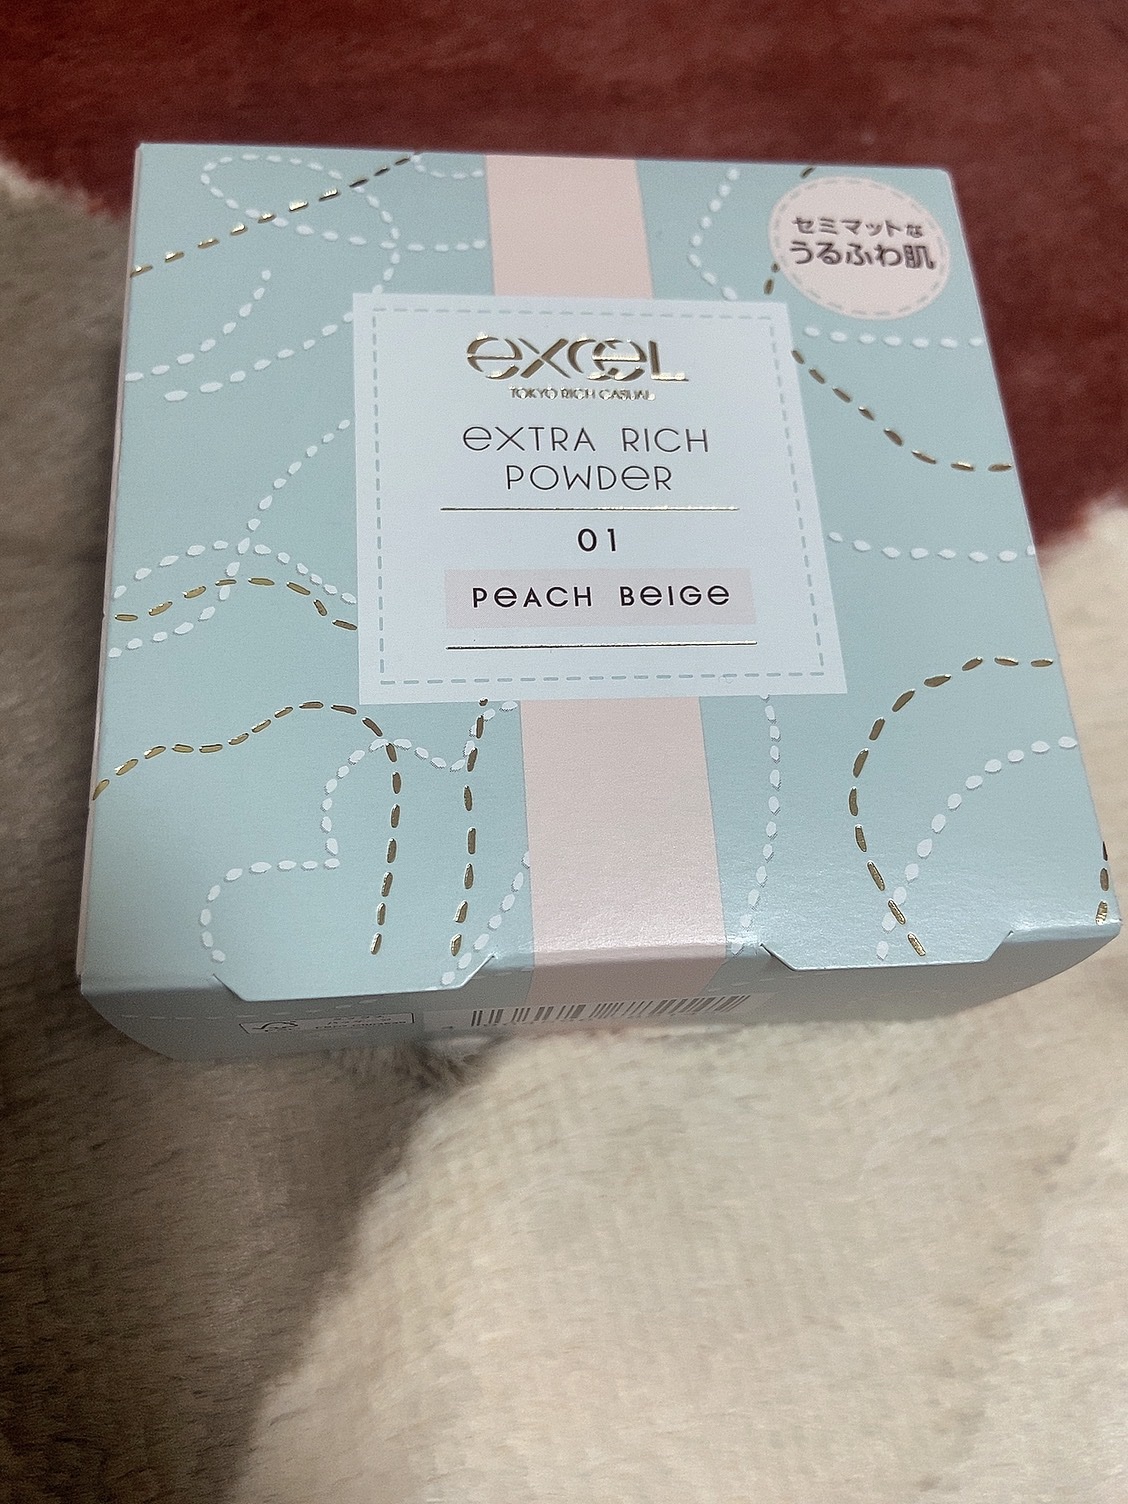 セミマットな
うるふわ肌
excel
TOKYO RICH CASUAL
EXTRA RICH
POWDER
01
PEACH BEIGE